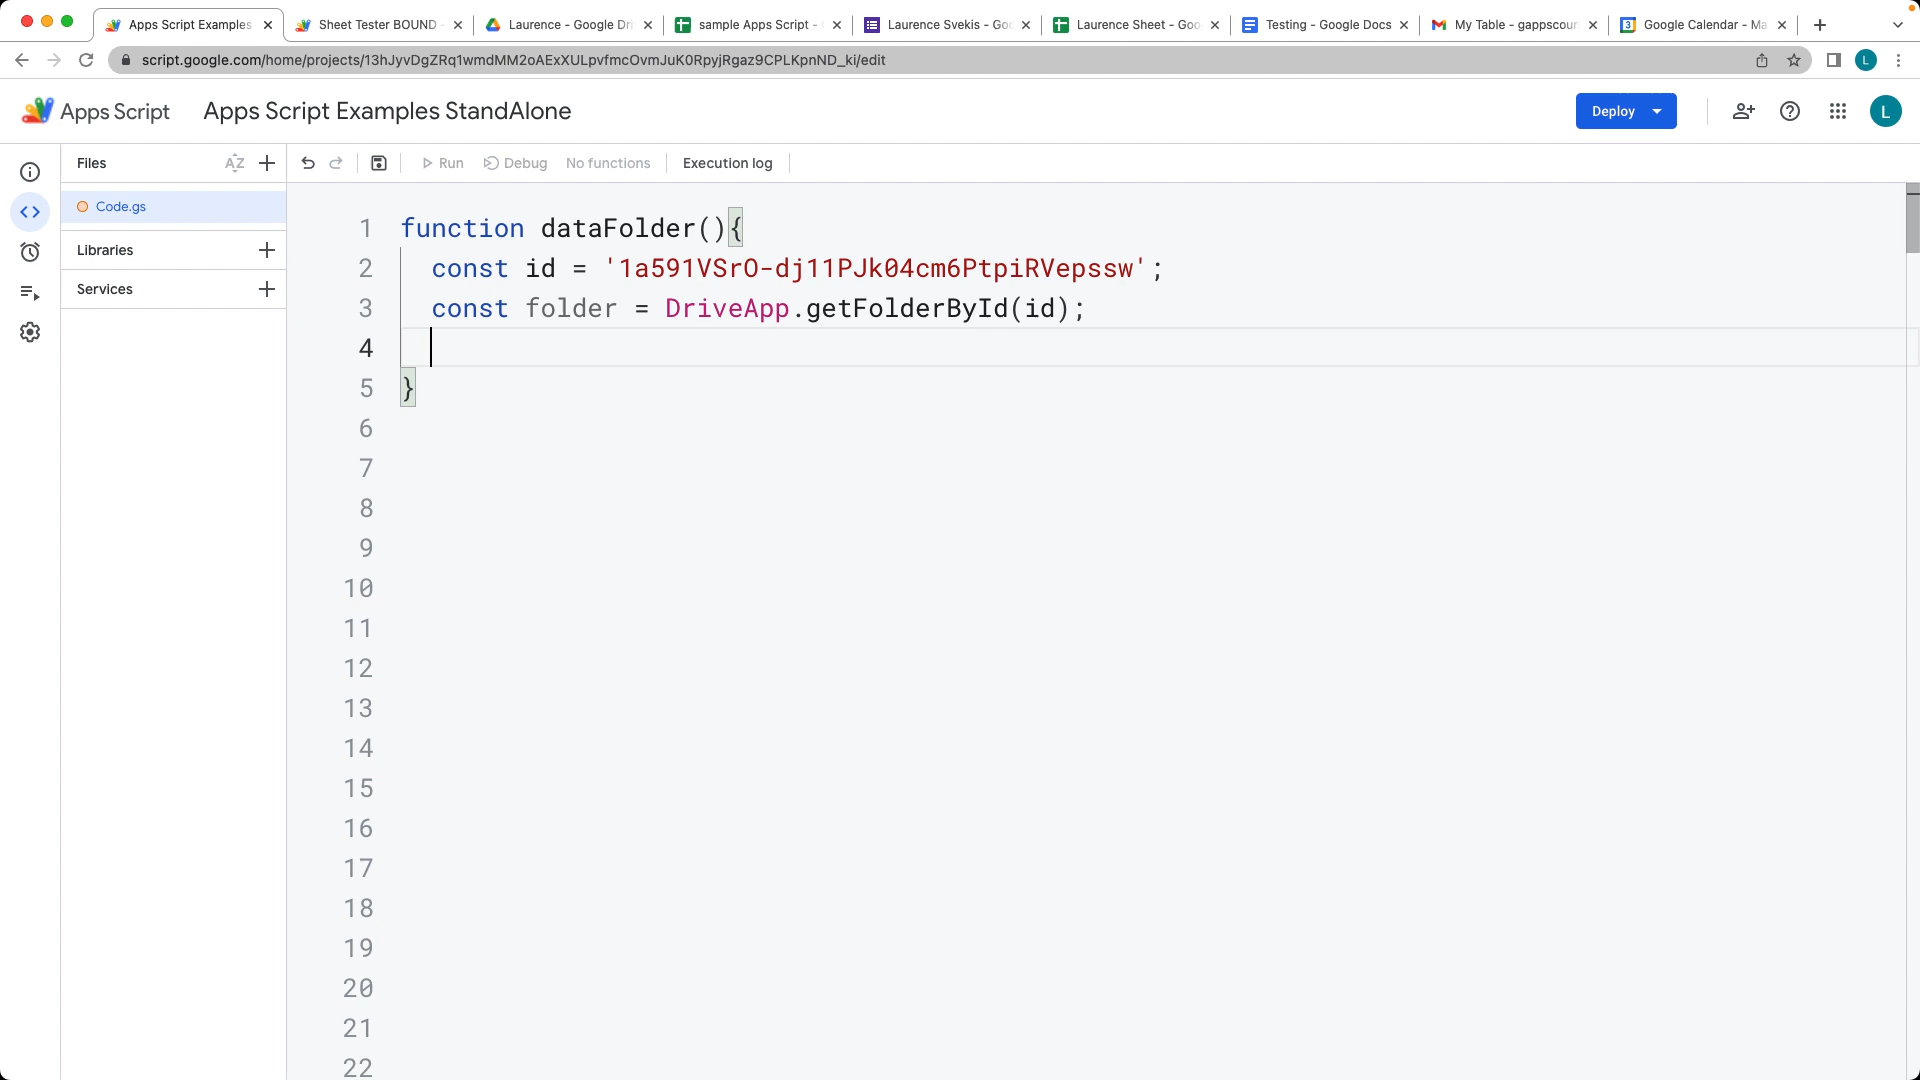 Apps Script Examples
Sheet Tester BOUND -
Laurence - Google Dri
sample Apps Script -
Laurence Svekis - Goo
Laurence Sheet - Goo
Testing - Google Docs
My Table - gappscour
Google Calendar - Ma
script.google.com/home/projects/13hJyvDgZRq1wmdMM2oAExXULpvfmcOvmJuK0RpyjRgaz9CPLKpnND_ki/edit
L
Apps Script
Apps Script Examples StandAlone
Deploy
L
Files
AZ
Run
Debug
No functions
Execution log
Code.gs
Libraries
Services
1 function dataFolder(){
2 const id = '1a591VSrO-dj11PJk04cm6PtpiRVepssw';
3 const folder = DriveApp.getFolderById(id);
4
5 }
6
7
8
9
10
11
12
13
14
15
16
17
18
19
20
21
22